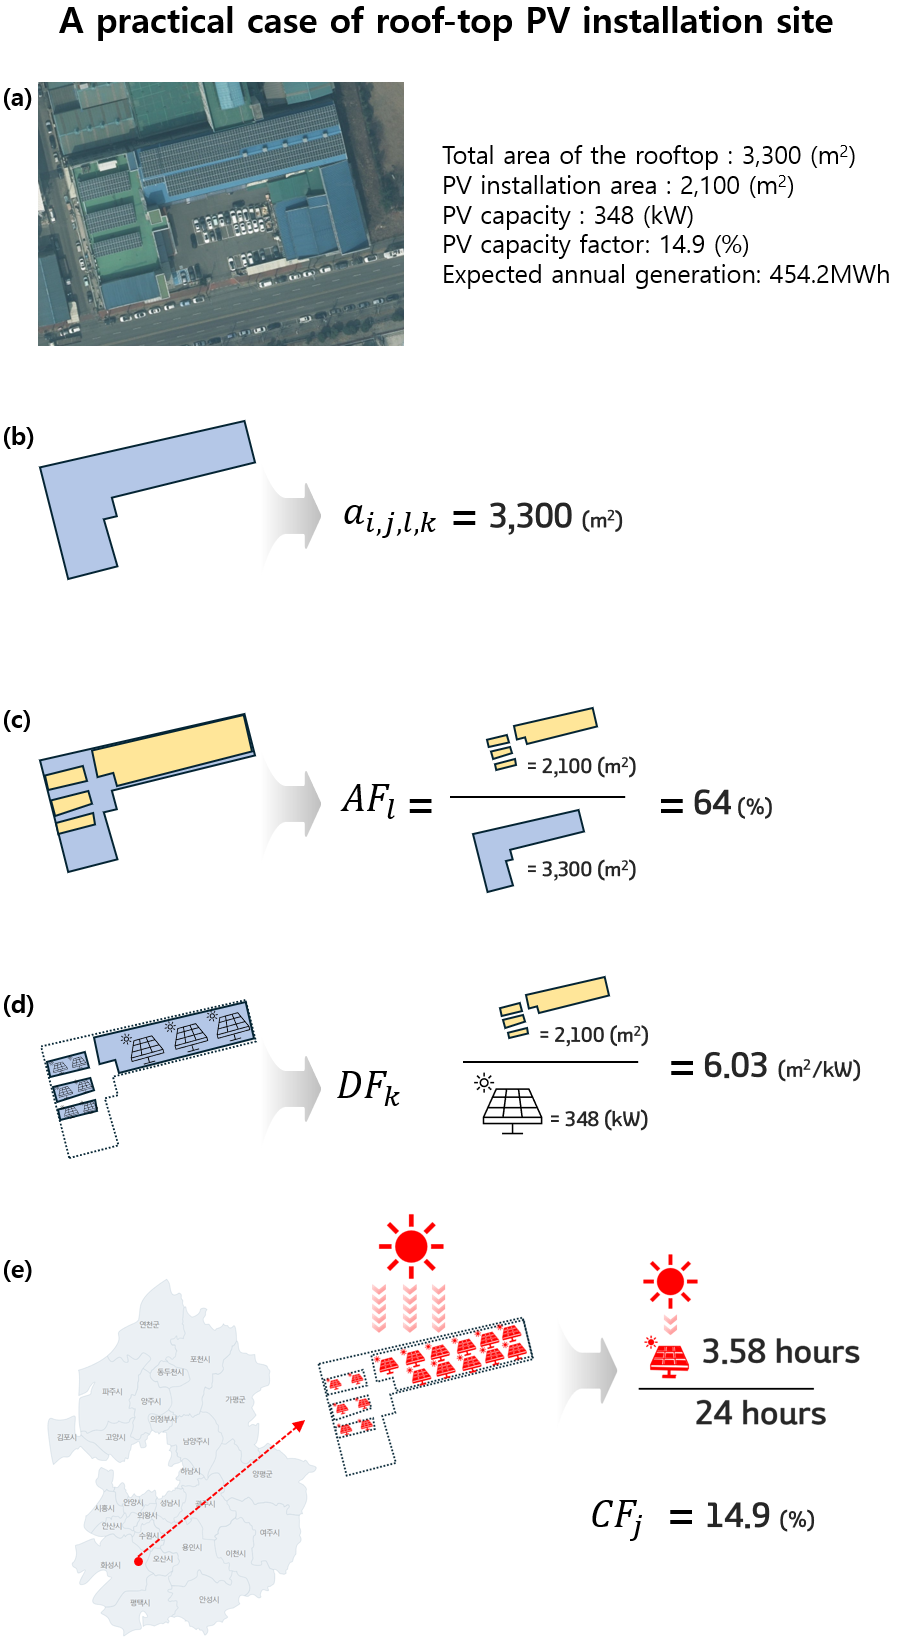 A practical case of roof-top PV installation site
(a)
Total area of the rooftop : 3,300 (m²)
PV installation area : 2,100 (m²)
PV capacity : 348 (kW)
PV capacity factor: 14.9 (%)
Expected annual generation: 454.2MWh
(b)
a i,j,l,k = 3,300 (m²)
(c)
AF l =
= 2,100 (m²)
= 3,300 (m²)
= 64 (%)
(d)
DF k
= 2,100 (m²)
= 348 (kW)
= 6.03 (m²/kW)
(e)
3.58 hours
24 hours
CF j = 14.9 (%)
연천군
포천시
동두천시
파주시
가평군
양주시
의정부시
김포시
고양시
남양주시
하남시
양평군
시흥시
안양시
성남시
광주시
의왕시
안산시
수원시
여주시
용인시
이천시
화성시
오산시
평택시
안성시